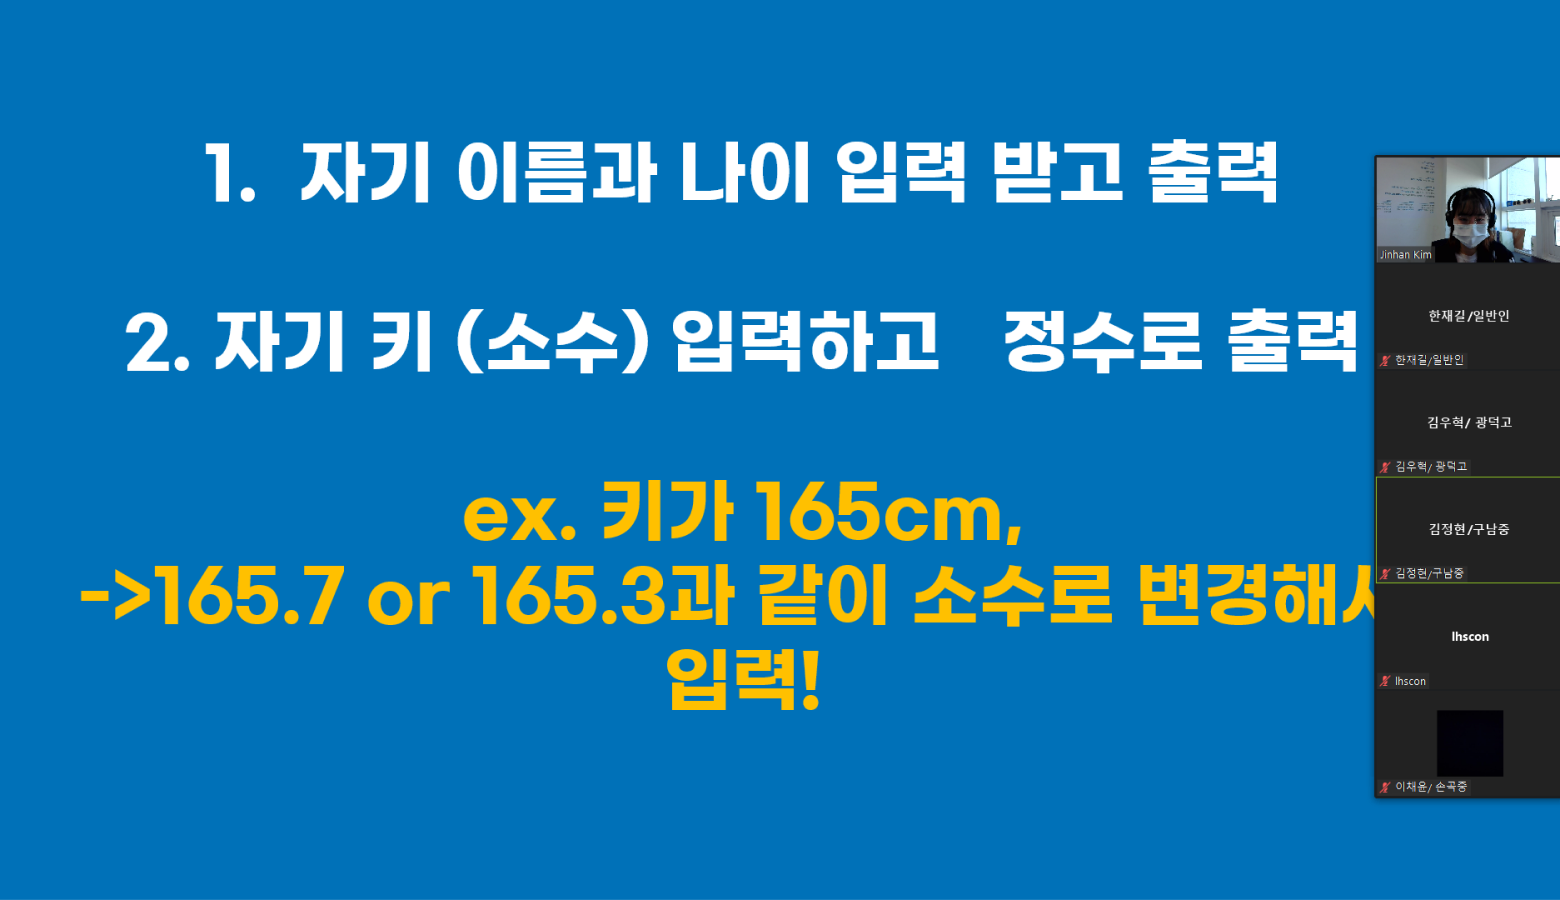 1. 자기 이름과 나이 입력 받고 출력
2. 자기 키 (소수) 입력하고 정수로 출력
ex. 키가 165cm,
->165.7 or 165.3과 같이 소수로 변경해서
입력!
Jinhan Kim
한재길/일반인
한재길/일반인
김우혁/ 광덕고
김우혁/ 광덕고
김정현/구남중
김정현/구남중
lhscon
lhscon
이채윤/ 손곡중